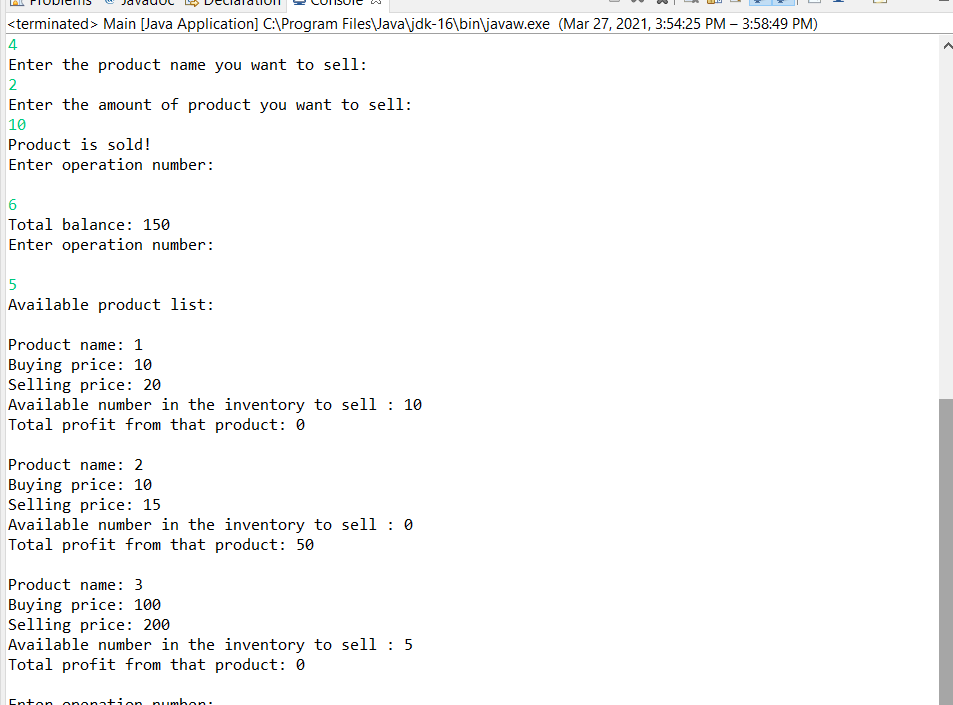 Problems @ Javadoc Declaration Console
<terminated> Main [Java Application] C:\Program Files\Java\jdk-16\bin\javaw.exe (Mar 27, 2021, 3:54:25 PM – 3:58:49 PM)
4
Enter the product name you want to sell:
2
Enter the amount of product you want to sell:
10
Product is sold!
Enter operation number:
6
Total balance: 150
Enter operation number:
5
Available product list:
Product name: 1
Buying price: 10
Selling price: 20
Available number in the inventory to sell : 10
Total profit from that product: 0
Product name: 2
Buying price: 10
Selling price: 15
Available number in the inventory to sell : 0
Total profit from that product: 50
Product name: 3
Buying price: 100
Selling price: 200
Available number in the inventory to sell : 5
Total profit from that product: 0
Enter operation number: